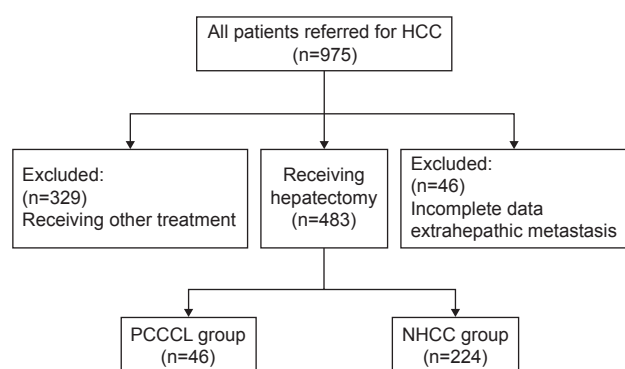 All patients referred for HCC
(n=975)
Excluded:
(n=329)
Receiving other treatment
Receiving
hepatectomy
(n=483)
Excluded:
(n=46)
Incomplete data
extrahepathic metastasis
PCCCL group
(n=46)
NHCC group
(n=224)